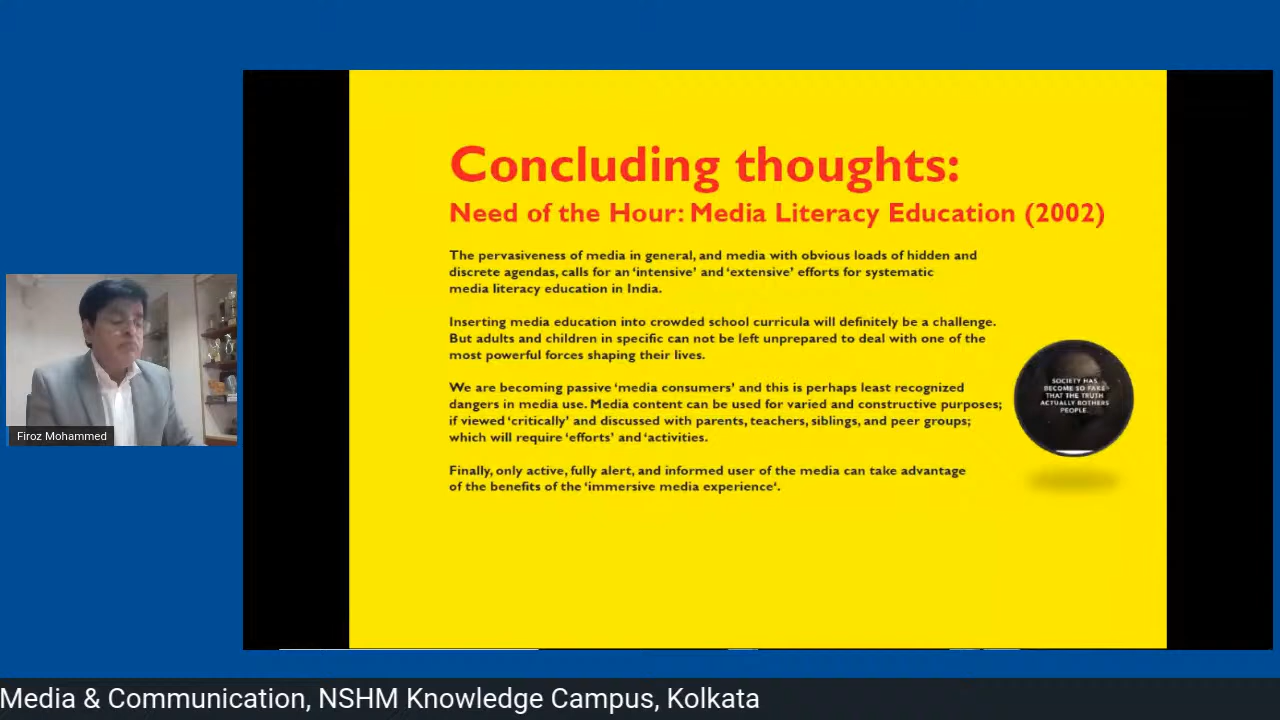 Concluding thoughts:
Need of the Hour: Media Literacy Education (2002)
The pervasiveness of media in general, and media with obvious loads of hidden and
discrete agendas, calls for an ‘intensive’ and ‘extensive’ efforts for systematic
media literacy education in India.
Inserting media education into crowded school curricula will definitely be a challenge.
But adults and children in specific can not be left unprepared to deal with one of the
most powerful forces shaping their lives.
We are becoming passive ‘media consumers’ and this is perhaps least recognized
dangers in media use. Media content can be used for varied and constructive purposes;
if viewed ‘critically’ and discussed with parents, teachers, siblings, and peer groups;
which will require ‘efforts’ and ‘activities.
Finally, only active, fully alert, and informed user of the media can take advantage
of the benefits of the ‘immersive media experience‘.
SOCIETY HAS
BECOME SO FAKE
THAT THE TRUTH
ACTUALLY BOTHERS
PEOPLE.
Firoz Mohammed
Media & Communication, NSHM Knowledge Campus, Kolkata